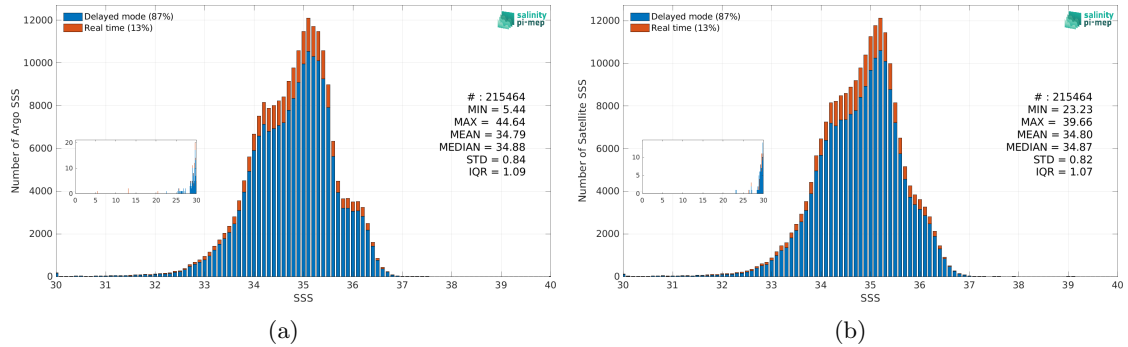 Delayed mode (87%)
Real time (13%)
salinity
pi-mep
12000
10000
8000
6000
4000
2000
0
Number of Argo SSS
# : 215464
MIN = 5.44
MAX = 44.64
MEAN = 34.79
MEDIAN = 34.88
STD = 0.84
IQR = 1.09
20
10
0
0 5 10 15 20 25 30
30 31 32 33 34 35 36 37 38 39 40
SSS
(a)
Delayed mode (87%)
Real time (13%)
salinity
pi-mep
12000
10000
8000
6000
4000
2000
0
Number of Satellite SSS
# : 215464
MIN = 23.23
MAX = 39.66
MEAN = 34.80
MEDIAN = 34.87
STD = 0.82
IQR = 1.07
10
5
0
0 5 10 15 20 25 30
30 31 32 33 34 35 36 37 38 39 40
SSS
(b)